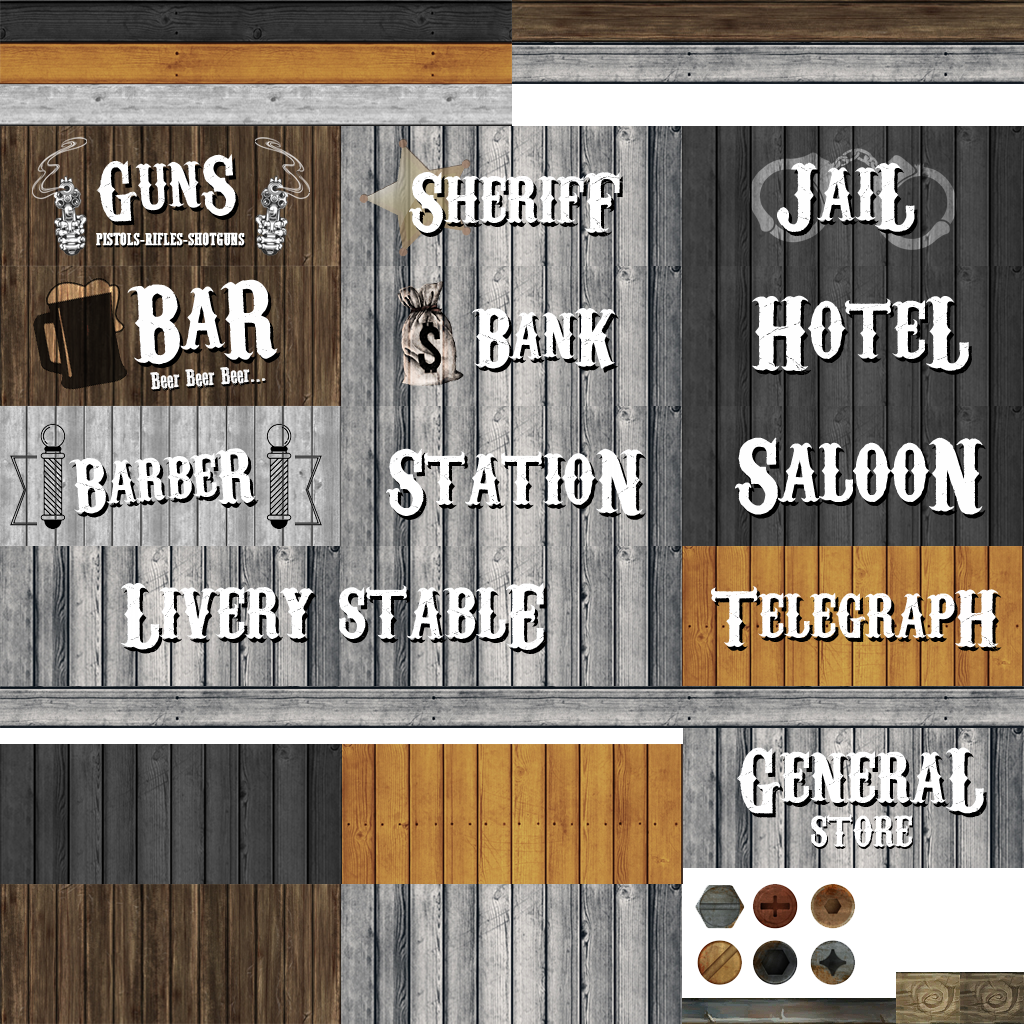 GUNS
PISTOLS-RIFLES-SHOTGUNS
SHERIFF
JAIL
BAR
Beer Beer Beer...
$
BANK
HOTEL
BARBER
STATION
SALOON
LIVERY STABLE
TELEGRAPH
GENERAL
STORE